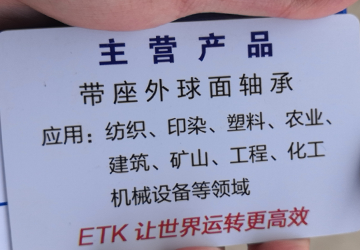 主营产品
带座外球面轴承
应用：纺织、印染、塑料、农业、
建筑、矿山、工程、化工
机械设备等领域
ETK 让世界运转更高效